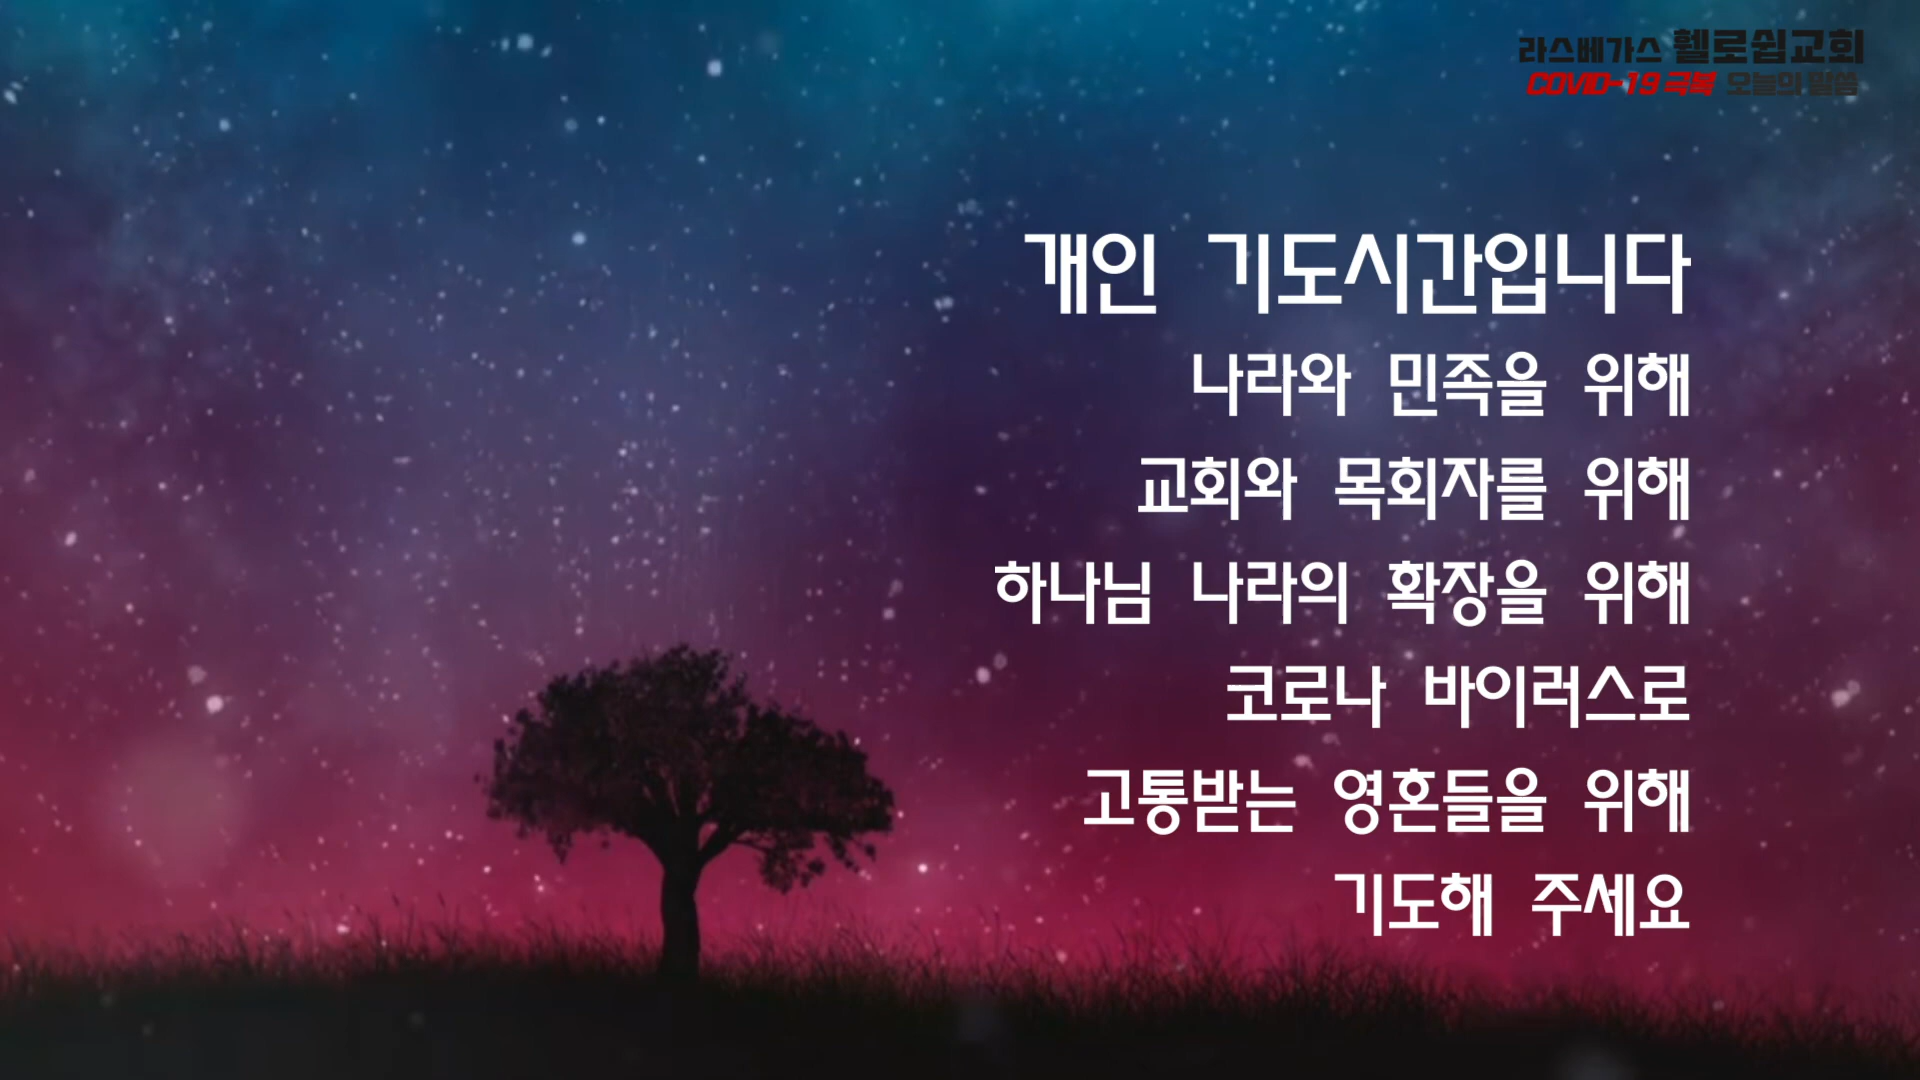 라스베가스 헬로쉽교회
COVID-19 극복 오늘의 말씀
개인 기도시간입니다
나라와 민족을 위해
교회와 목회자를 위해
하나님 나라의 확장을 위해
코로나 바이러스로
고통받는 영혼들을 위해
기도해 주세요